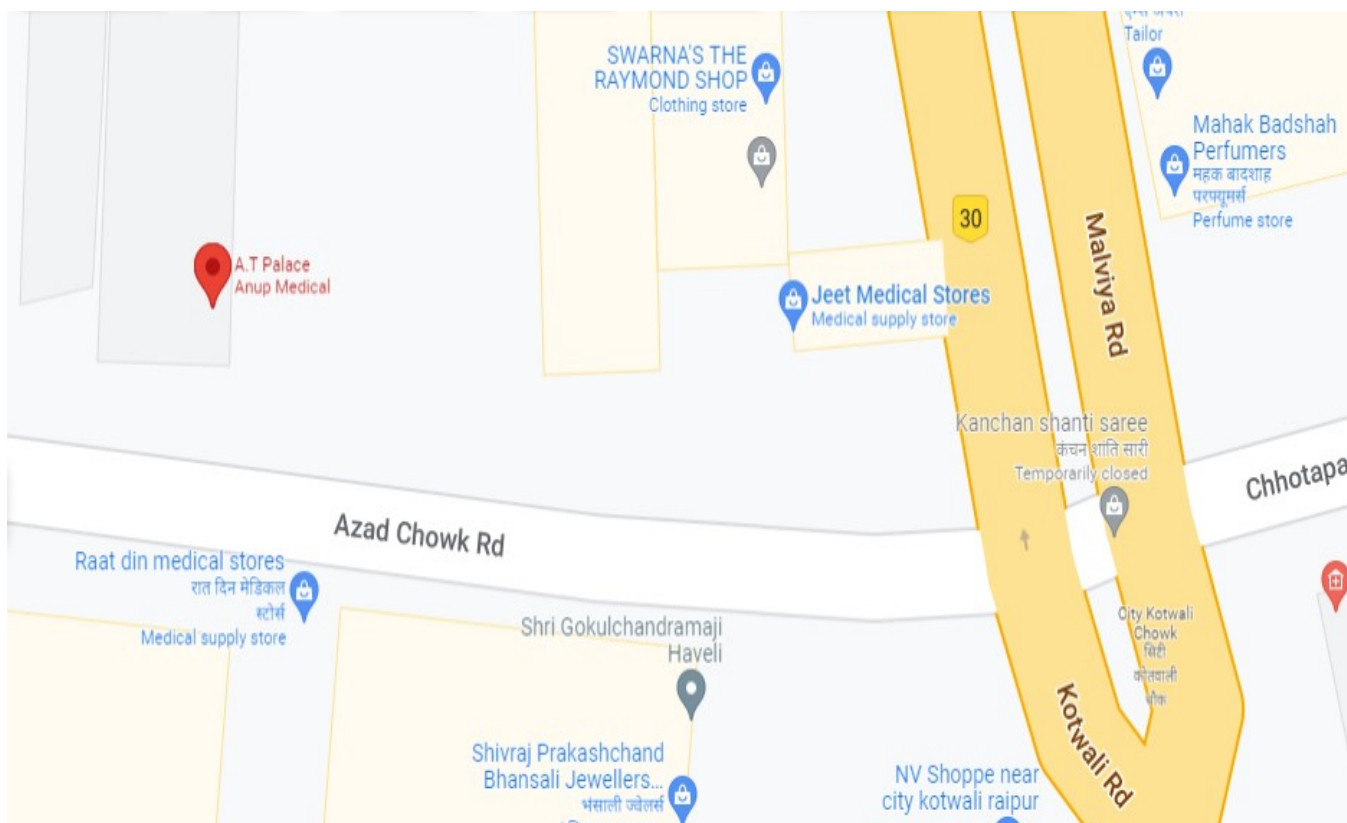 SWARNA'S THE
RAYMOND SHOP
Clothing store
Tailor
Mahak Badshah
Perfumers
महक बादशाह
परफ्यूमर्स
Perfume store
30
Malviya Rd
A.T Palace
Anup Medical
Jeet Medical Stores
Medical supply store
Kanchan shanti saree
कंचन शांति सारी
Temporarily closed
Chhotapa
Azad Chowk Rd
Raat din medical stores
रात दिन मेडिकल
स्टोर्स
Medical supply store
Shri Gokulchandramaji
Haveli
City Kotwali
Chowk
सिटी
कोतवाली
चौक
Kotwali Rd
Shivraj Prakashchand
Bhansali Jewellers...
भंसाली ज्वेलर्स
NV Shoppe near
city kotwali raipur